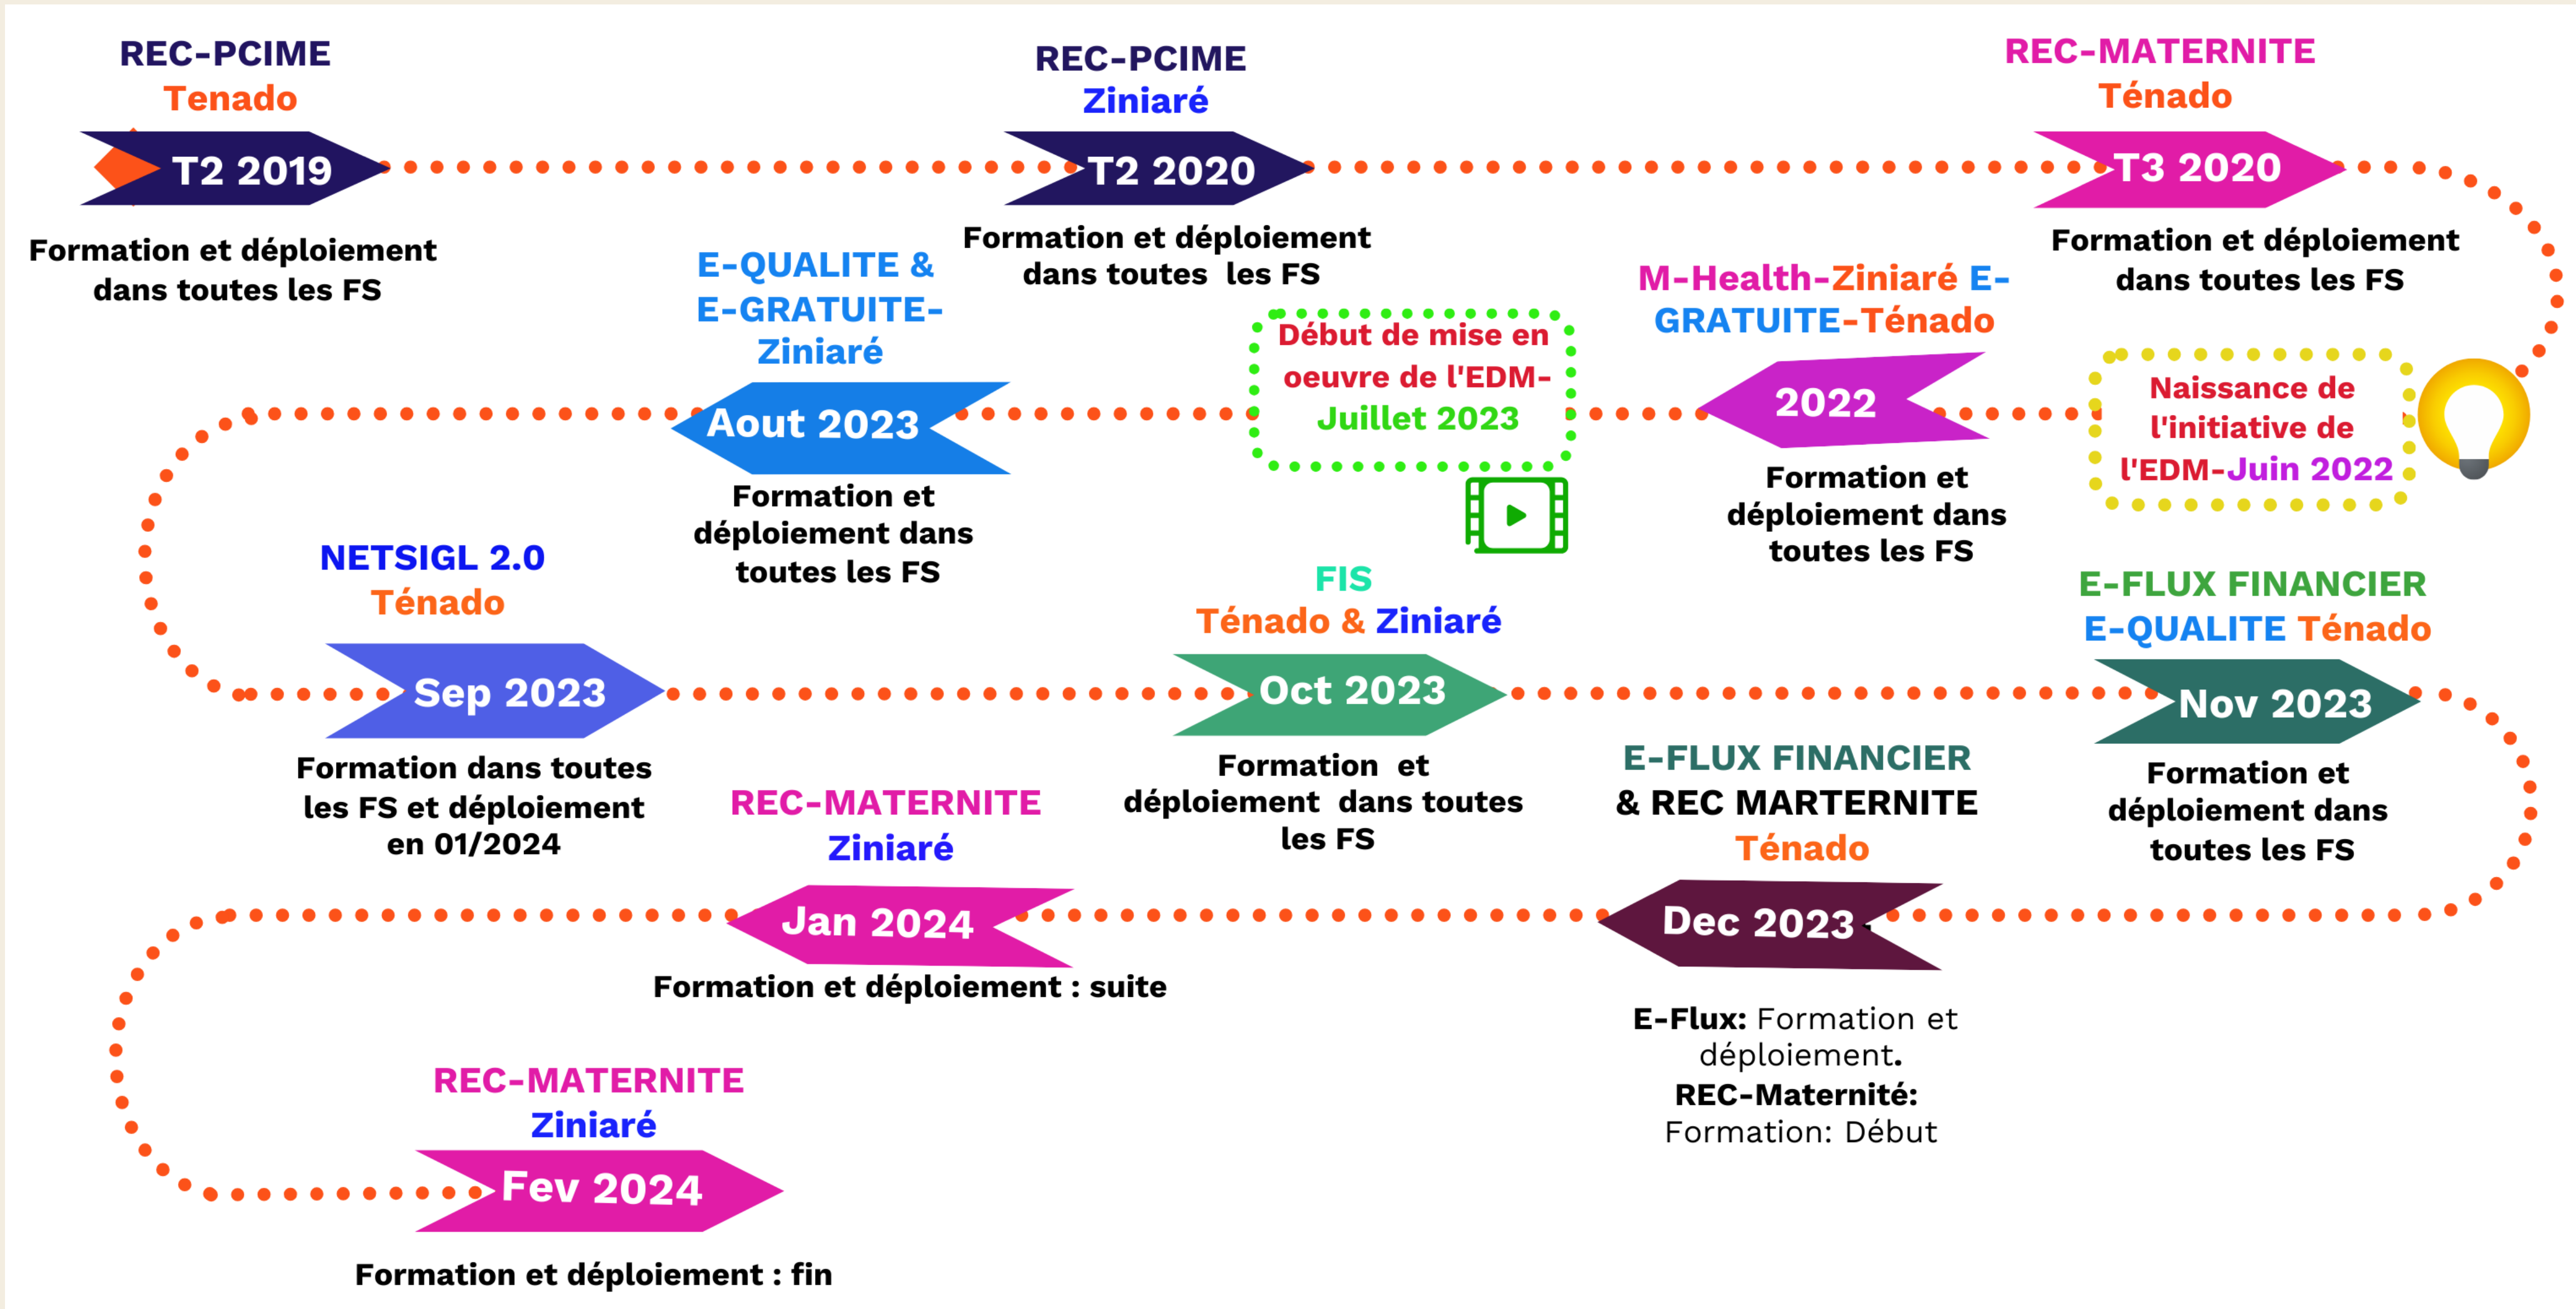 REC-PCIME
Tenado
T2 2019
Formation et déploiement
dans toutes les FS
REC-PCIME
Ziniaré
T2 2020
Formation et déploiement
dans toutes les FS
REC-MATERNITE
Ténado
T3 2020
Formation et déploiement
dans toutes les FS
Naissance de
l'initiative de
l'EDM-Juin 2022
M-Health-Ziniaré E-
GRATUITE-Ténado
2022
Formation et
déploiement dans
toutes les FS
Début de mise en
oeuvre de l'EDM-
Juillet 2023
E-QUALITE &
E-GRATUITE-
Ziniaré
Aout 2023
Formation et
déploiement dans
toutes les FS
NETSIGL 2.0
Ténado
Sep 2023
Formation dans toutes
les FS et déploiement
en 01/2024
FIS
Ténado & Ziniaré
Oct 2023
Formation et
déploiement dans toutes
les FS
E-FLUX FINANCIER
E-QUALITE Ténado
Nov 2023
Formation et
déploiement dans
toutes les FS
E-FLUX FINANCIER
& REC MARTERNITE
Ténado
Dec 2023
E-Flux: Formation et
déploiement.
REC-Maternité:
Formation: Début
REC-MATERNITE
Ziniaré
Jan 2024
Formation et déploiement : suite
REC-MATERNITE
Ziniaré
Fev 2024
Formation et déploiement : fin